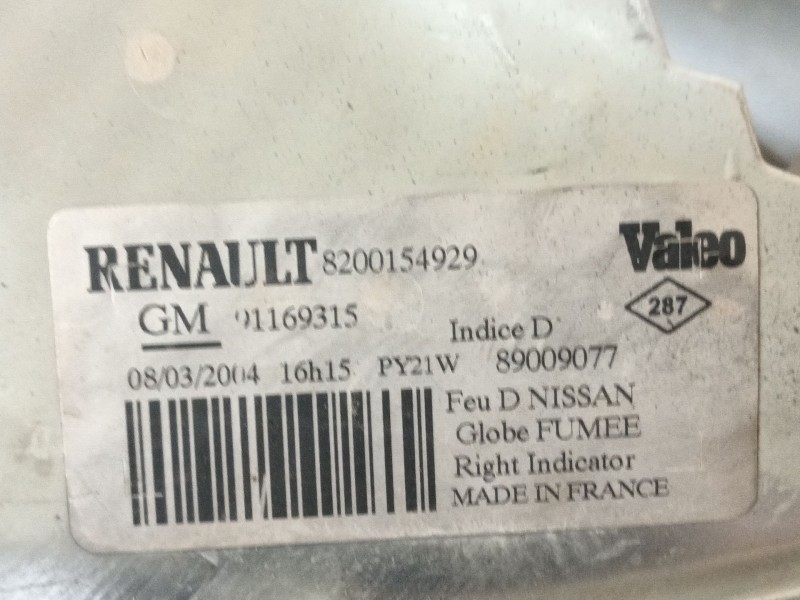 RENAULT 8200154929 Valeo
GM 91169315 287
Indice D
08/03/2004 16h15 PY21W 89009077
Feu D NISSAN
Globe FUMEE
Right Indicator
MADE IN FRANCE